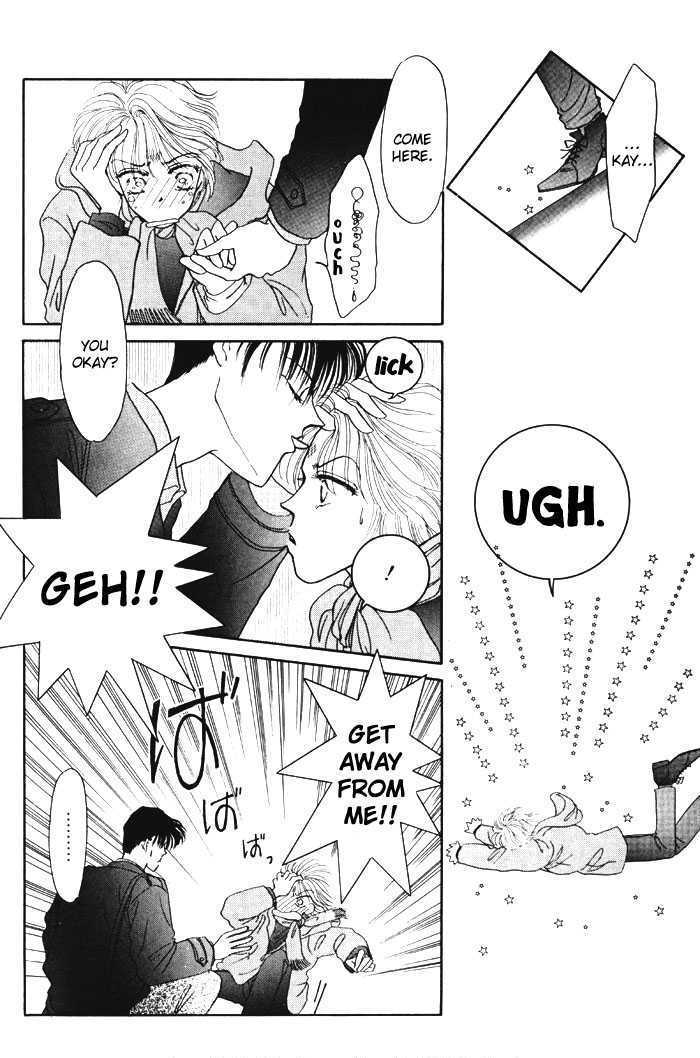 ...
KAY...
UGH.
COME
HERE.
ouch
lick
YOU
OKAY?
!
GEH!!
GET
AWAY
FROM
ME!!
ば
ば
ばっ
..........